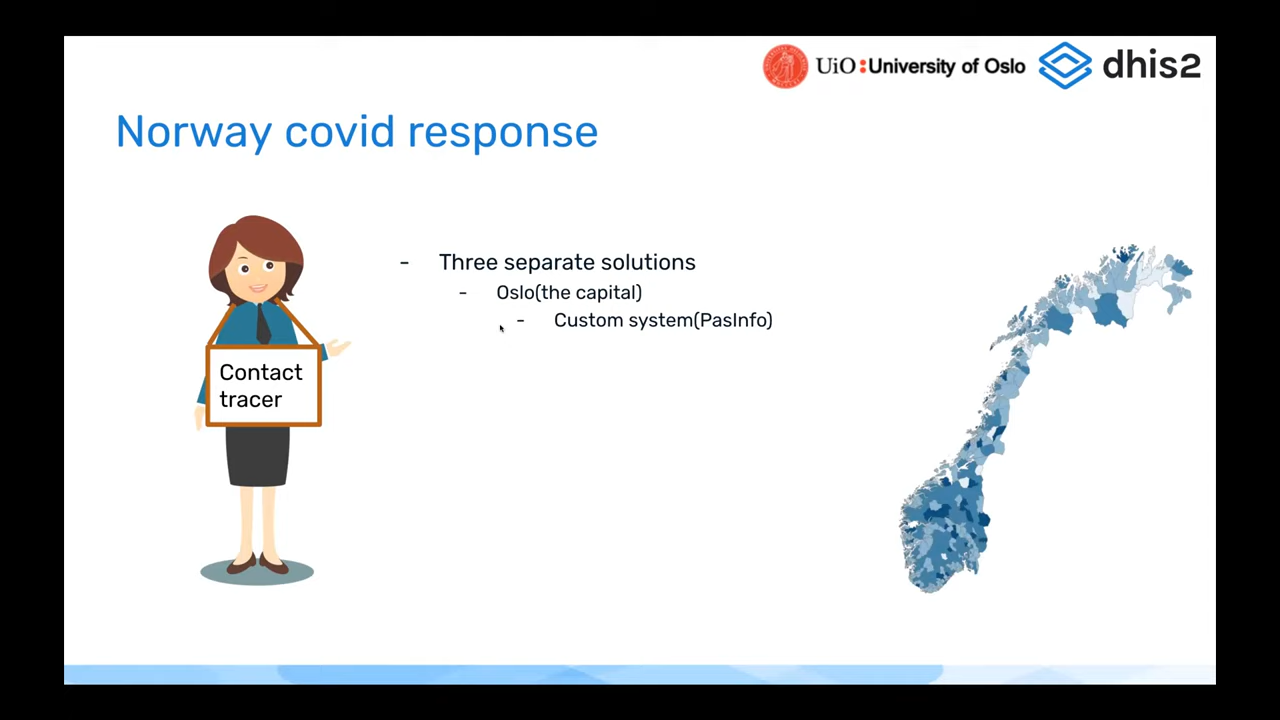 UiO:University of Oslo
dhis2
Norway covid response
- Three separate solutions
- Oslo(the capital)
- Custom system(PasInfo)
Contact
tracer